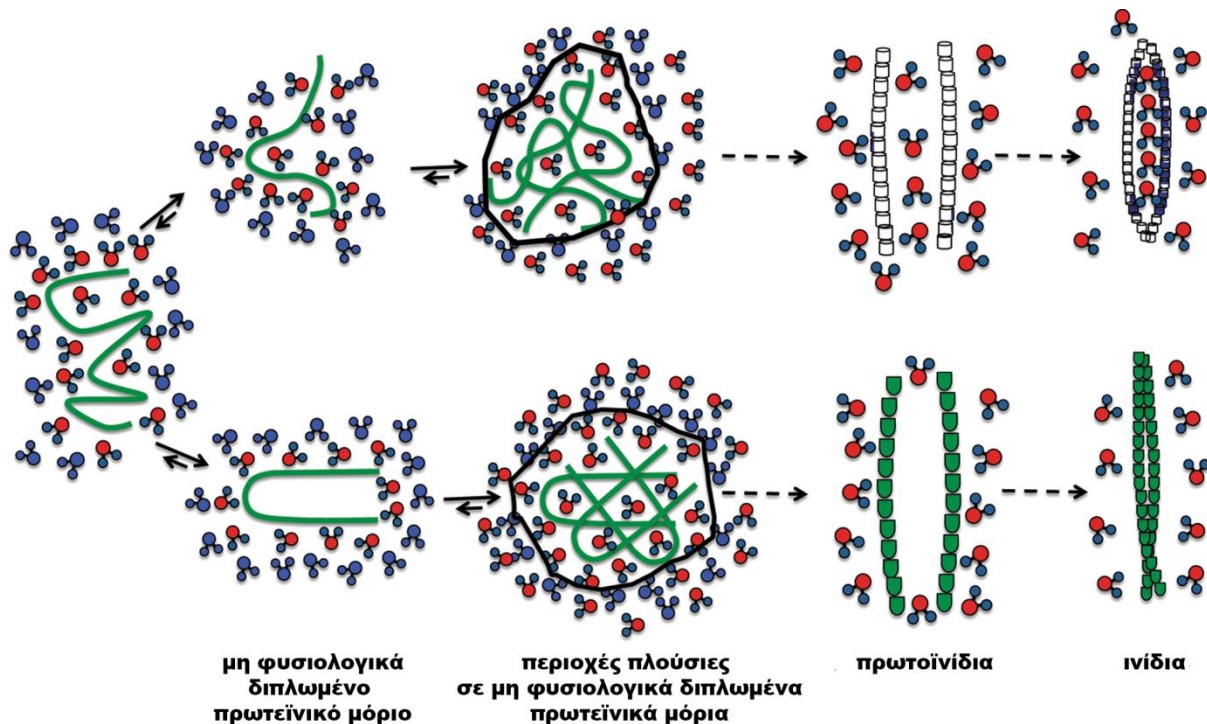 μη φυσιολογικά
διπλωμένο
πρωτεϊνικό μόριο
περιοχές πλούσιες
σε μη φυσιολογικά διπλωμένα
πρωτεϊνικά μόρια
πρωτοϊνίδια
ινίδια